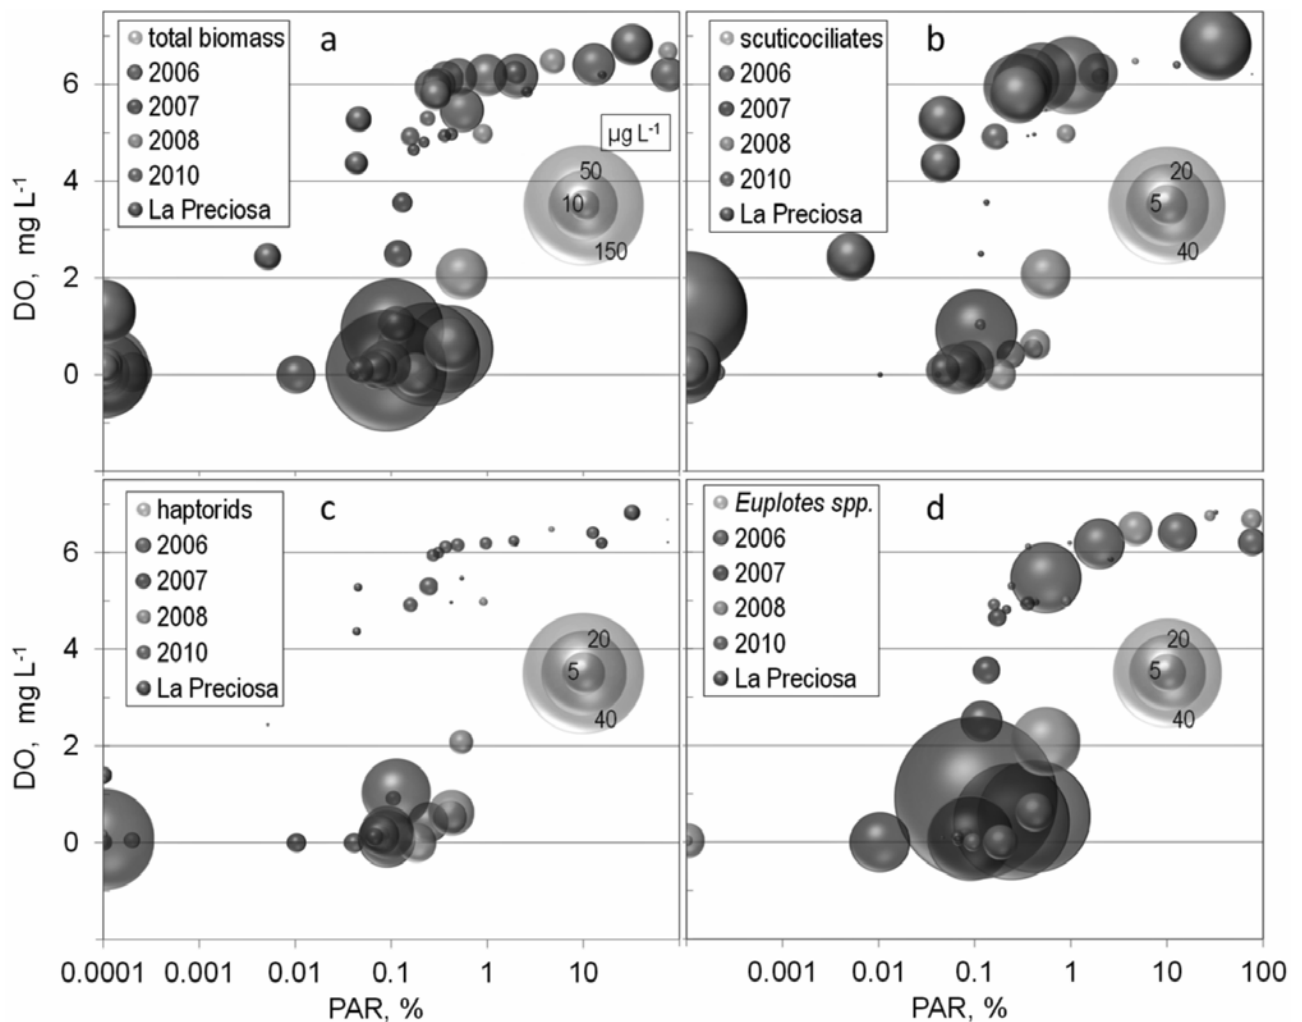 total biomass
2006
2007
2008
2010
La Preciosa
a
µg L-1
50
10
150
6
4
2
0
DO, mg L-1
scuticociliates
2006
2007
2008
2010
La Preciosa
b
20
5
40
haptorids
2006
2007
2008
2010
La Preciosa
c
20
5
40
6
4
2
0
DO, mg L-1
0.0001 0.001 0.01 0.1 1 10
PAR, %
Euplotes spp.
2006
2007
2008
2010
La Preciosa
d
20
5
40
0.001 0.01 0.1 1 10 100
PAR, %